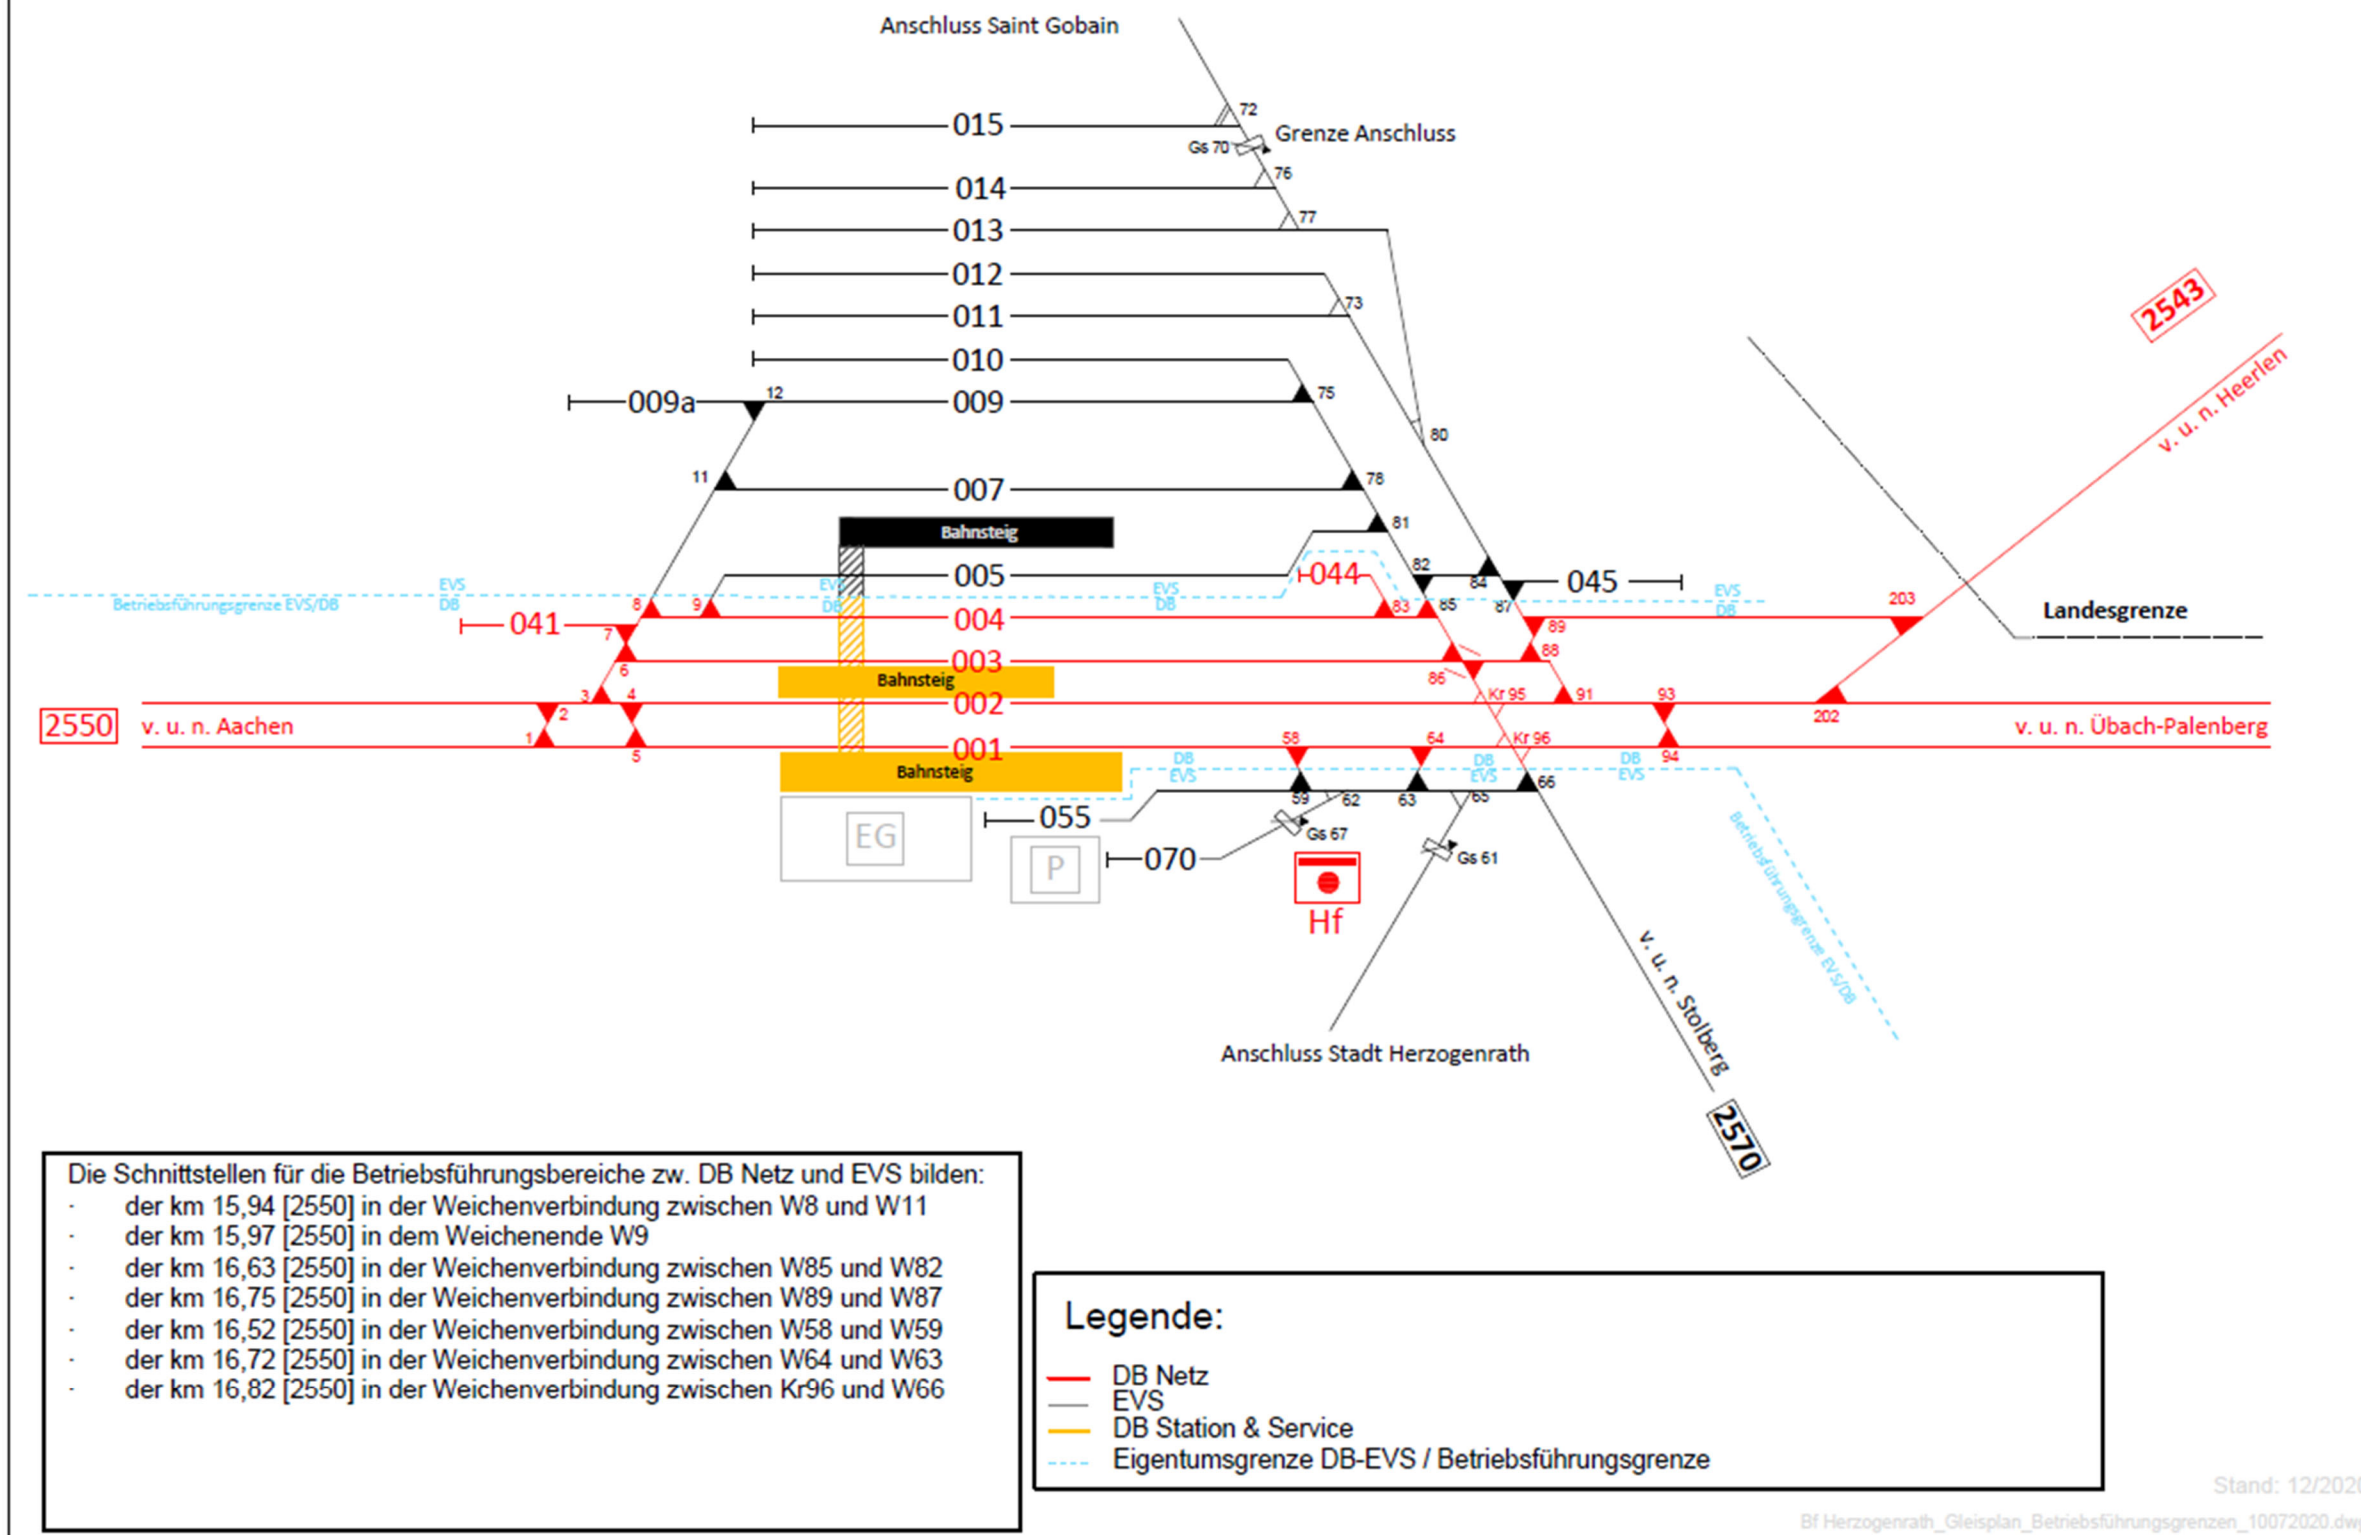 Anschluss Saint Gobain
72
015
Grenze Anschluss
Gs 70
76
014
77
013
012
73
011
010
2543
v. u. n. Heerlen
12
75
009a
009
80
11
78
007
81
Bahnsteig
82
005
044
84
045
EVS
EVS
EVS
EVS
Betriebsführungsgrenze EVS/DB
DB
DB
DB
DB
8
9
83
85
87
203
Landesgrenze
041
004
7
89
88
003
6
86
Bahnsteig
3
4
Kr 95
91
93
002
2
202
2550
v. u. n. Aachen
v. u. n. Übach-Palenberg
1
58
64
Kr 96
001
5
94
DB
DB
DB
EVS
EVS
EVS
Bahnsteig
66
59
62
63
65
055
Gs 67
EG
070
Gs 61
P
Hf
Betriebsführungsgrenze EVS/DB
v. u. n. Stolberg
Anschluss Stadt Herzogenrath
2570
Die Schnittstellen für die Betriebsführungsbereiche zw. DB Netz und EVS bilden:
- der km 15,94 [2550] in der Weichenverbindung zwischen W8 und W11
- der km 15,97 [2550] in dem Weichenende W9
- der km 16,63 [2550] in der Weichenverbindung zwischen W85 und W82
- der km 16,75 [2550] in der Weichenverbindung zwischen W89 und W87
- der km 16,52 [2550] in der Weichenverbindung zwischen W58 und W59
- der km 16,72 [2550] in der Weichenverbindung zwischen W64 und W63
- der km 16,82 [2550] in der Weichenverbindung zwischen Kr96 und W66
Legende:
DB Netz
EVS
DB Station & Service
Eigentumsgrenze DB-EVS / Betriebsführungsgrenze
Stand: 12/2020
Bf Herzogenrath_Gleisplan_Betriebsführungsgrenzen_10072020.dwg